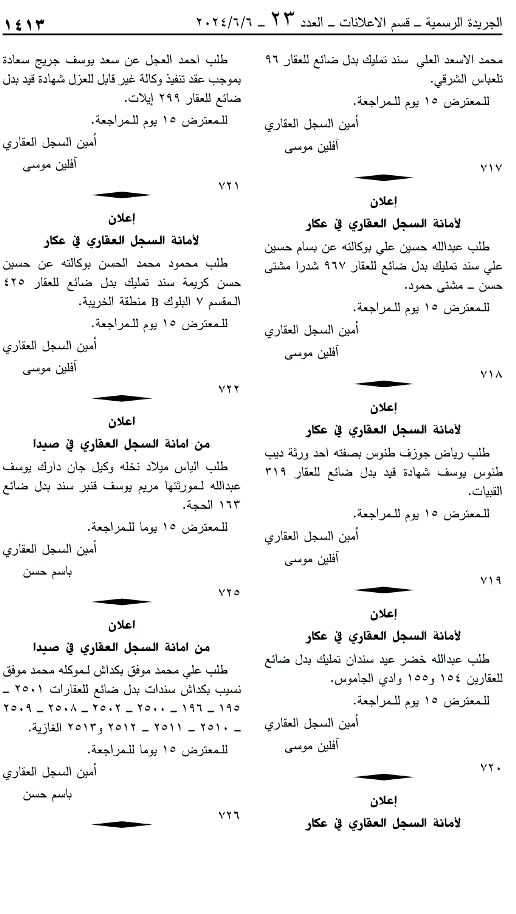 الجريدة الرسمية ـ قسم الاعلانات ـ العدد ٢٣ ـ ٢٠٢٤/٦/٦
١٤١٣
محمد الاسعد العلي سند تمليك بدل ضائع للعقار ٩٦
تلعباس الشرقي.
للمعترض ١٥ يوم للمراجعة.
أمين السجل العقاري
آفلين موسى
٧١٧
إعلان
لأمانة السجل العقاري في عكار
طلب عبدالله حسين علي بوكالته عن بسام حسين
علي سند تمليك بدل ضائع للعقار ٩٦٧ شدرا مشتى
حسن ـ مشتى حمود.
للمعترض ١٥ يوم للمراجعة.
أمين السجل العقاري
آفلين موسى
٧١٨
إعلان
لأمانة السجل العقاري في عكار
طلب رياض جوزف طنوس بصفته احد ورثة ديب
طنوس يوسف شهادة قيد بدل ضائع للعقار ٣١٩
القبيات.
للمعترض ١٥ يوم للمراجعة.
أمين السجل العقاري
آفلين موسى
٧١٩
إعلان
لأمانة السجل العقاري في عكار
طلب عبدالله خضر عيد سندان تمليك بدل ضائع
للعقارين ١٥٤ و١٥٥ وادي الجاموس.
للمعترض ١٥ يوم للمراجعة.
أمين السجل العقاري
آفلين موسى
٧٢٠
إعلان
لأمانة السجل العقاري في عكار
طلب احمد العجل عن سعد يوسف جريج سعادة
بموجب عقد تنفيذ وكالة غير قابل للعزل شهادة قيد بدل
ضائع للعقار ٢٩٩ إيلات.
للمعترض ١٥ يوم للمراجعة.
أمين السجل العقاري
آفلين موسى
٧٢١
إعلان
لأمانة السجل العقاري في عكار
طلب محمود محمد الحسن بوكالته عن حسين
حسن كريمة سند تمليك بدل ضائع للعقار ٤٢٥
المقسم ٧ البلوك B منطقة الخريبة.
للمعترض ١٥ يوم للمراجعة.
أمين السجل العقاري
آفلين موسى
٧٢٢
اعلان
من امانة السجل العقاري في صيدا
طلب الياس ميلاد نخله وكيل جان دارك يوسف
عبدالله لمورثتها مريم يوسف قنبر سند بدل ضائع
١٦٣ الحجة.
للمعترض ١٥ يوما للمراجعة.
أمين السجل العقاري
باسم حسن
٧٢٥
اعلان
من امانة السجل العقاري في صيدا
طلب علي محمد موفق بكداش لموكله محمد موفق
نسيب بكداش سندات بدل ضائع للعقارات ٢٥٠١ ـ
١٩٥ ـ ١٩٦ ـ ٢٥٠٠ ـ ٢٥٠٢ ـ ٢٥٠٨ ـ ٢٥٠٩
ـ ٢٥١٠ ـ ٢٥١١ ـ ٢٥١٢ و٢٥١٣ الغازية.
للمعترض ١٥ يوما للمراجعة.
أمين السجل العقاري
باسم حسن
٧٢٦